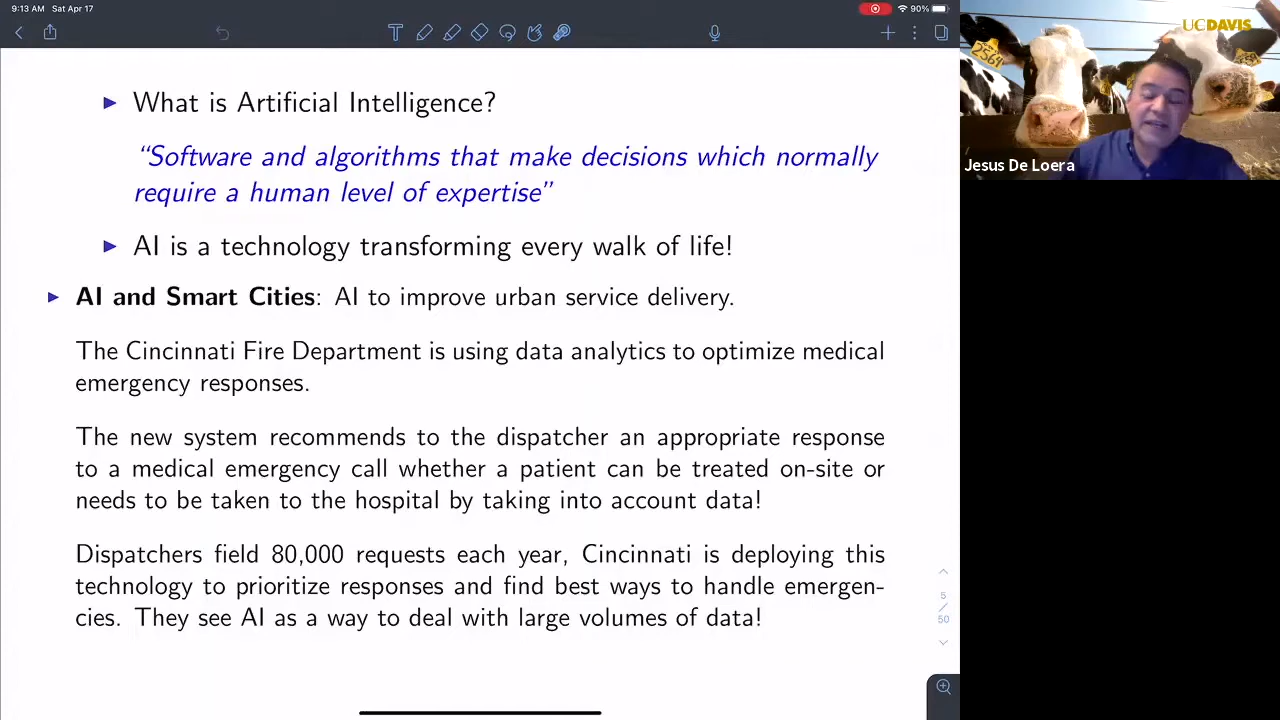 9:13 AM Sat Apr 17
90%
▶ What is Artificial Intelligence?
“Software and algorithms that make decisions which normally
require a human level of expertise”
▶ AI is a technology transforming every walk of life!
▶ AI and Smart Cities: AI to improve urban service delivery.
The Cincinnati Fire Department is using data analytics to optimize medical
emergency responses.
The new system recommends to the dispatcher an appropriate response
to a medical emergency call whether a patient can be treated on-site or
needs to be taken to the hospital by taking into account data!
Dispatchers field 80,000 requests each year, Cincinnati is deploying this
technology to prioritize responses and find best ways to handle emergen-
cies. They see AI as a way to deal with large volumes of data!
5
/
50
UCDAVIS
2564
Jesus De Loera